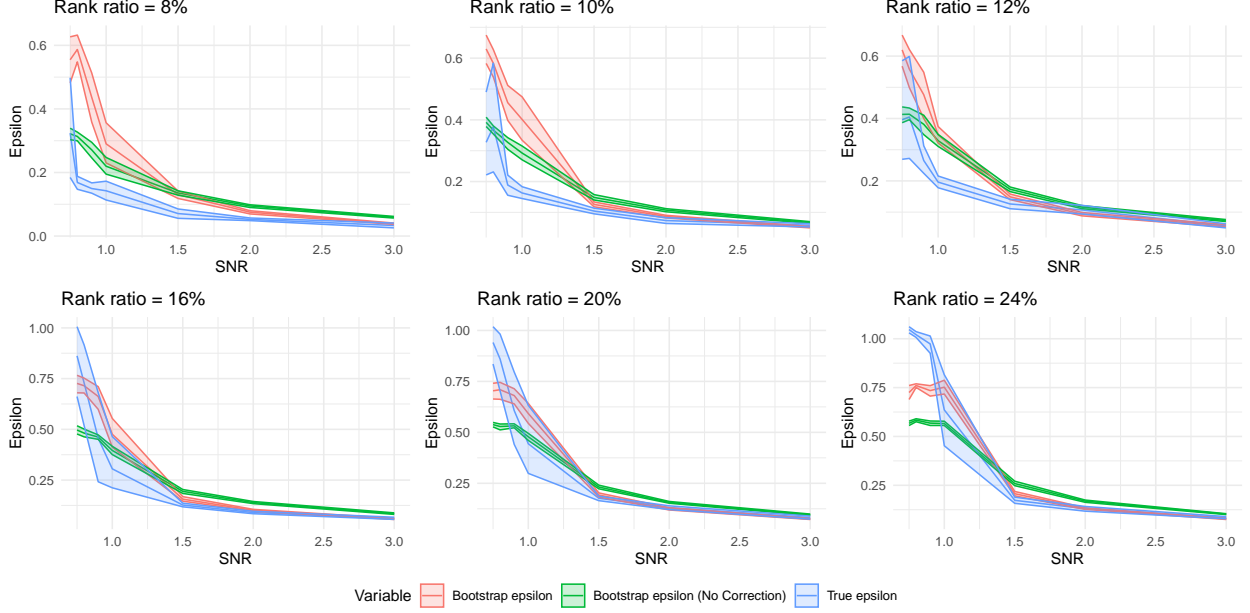 Rank ratio = 8%
Rank ratio = 10%
Rank ratio = 12%
0.6
0.4
0.2
0.0
Epsilon
1.0 1.5 2.0 2.5 3.0
SNR
0.6
0.4
0.2
Epsilon
1.0 1.5 2.0 2.5 3.0
SNR
0.6
0.4
0.2
Epsilon
1.0 1.5 2.0 2.5 3.0
SNR
Rank ratio = 16%
Rank ratio = 20%
Rank ratio = 24%
1.00
0.75
0.50
0.25
Epsilon
1.0 1.5 2.0 2.5 3.0
SNR
1.00
0.75
0.50
0.25
Epsilon
1.0 1.5 2.0 2.5 3.0
SNR
1.00
0.75
0.50
0.25
Epsilon
1.0 1.5 2.0 2.5 3.0
SNR
Variable Bootstrap epsilon Bootstrap epsilon (No Correction) True epsilon